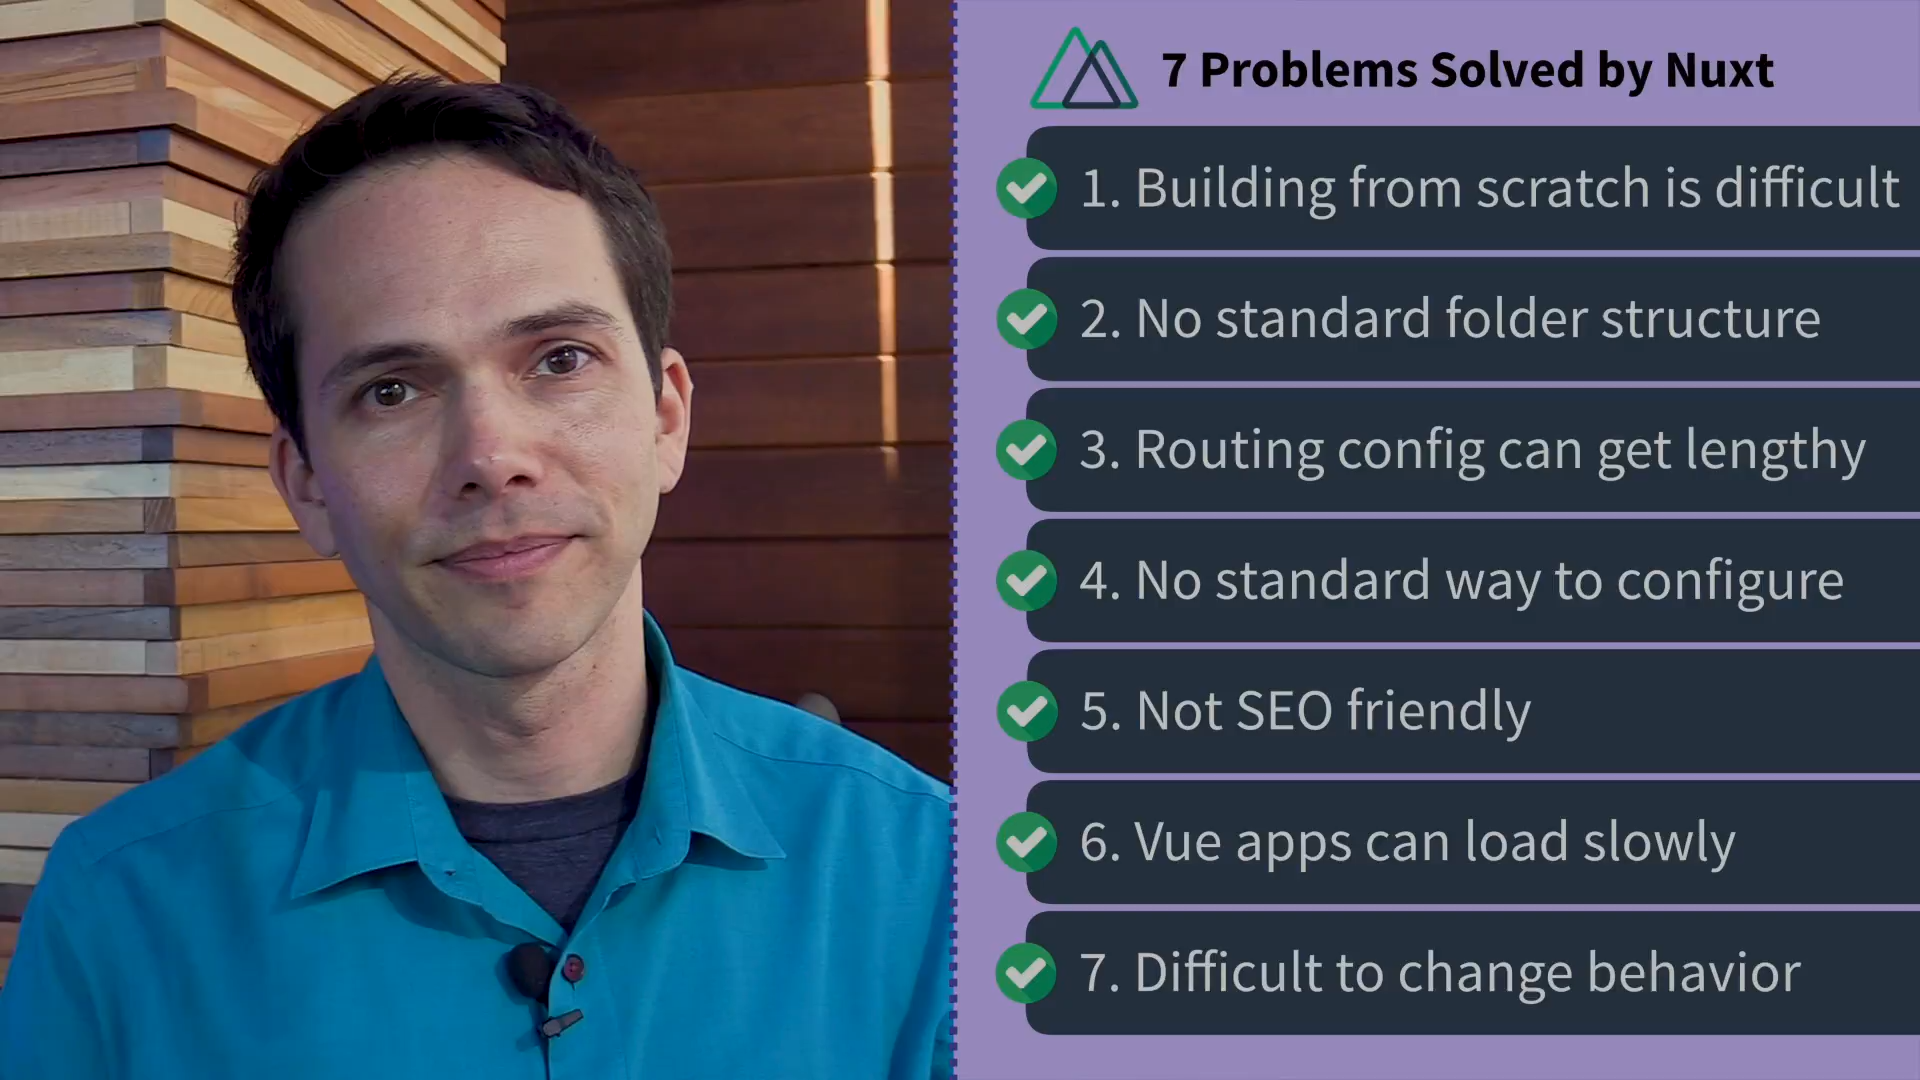 7 Problems Solved by Nuxt
1. Building from scratch is difficult
2. No standard folder structure
3. Routing config can get lengthy
4. No standard way to configure
5. Not SEO friendly
6. Vue apps can load slowly
7. Difficult to change behavior